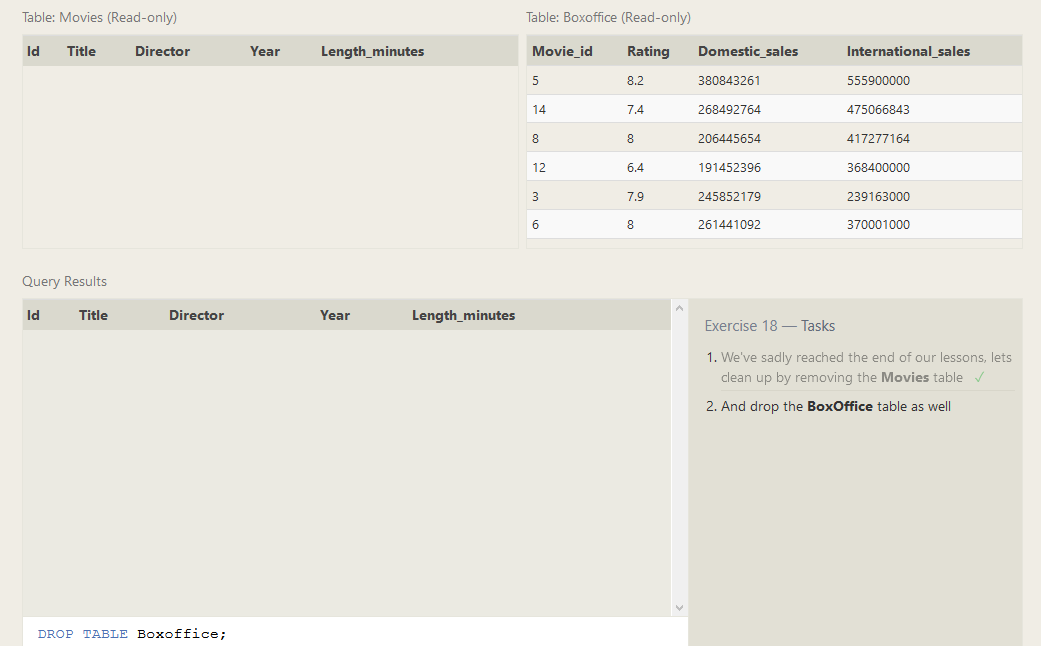 Table: Movies (Read-only)
Id Title Director Year Length_minutes
Table: Boxoffice (Read-only)
Movie_id Rating Domestic_sales International_sales
5 8.2 380843261 555900000
14 7.4 268492764 475066843
8 8 206445654 417277164
12 6.4 191452396 368400000
3 7.9 245852179 239163000
6 8 261441092 370001000
Query Results
Id Title Director Year Length_minutes
Exercise 18 — Tasks
1. We've sadly reached the end of our lessons, lets
clean up by removing the Movies table ✓
2. And drop the BoxOffice table as well
DROP TABLE Boxoffice;